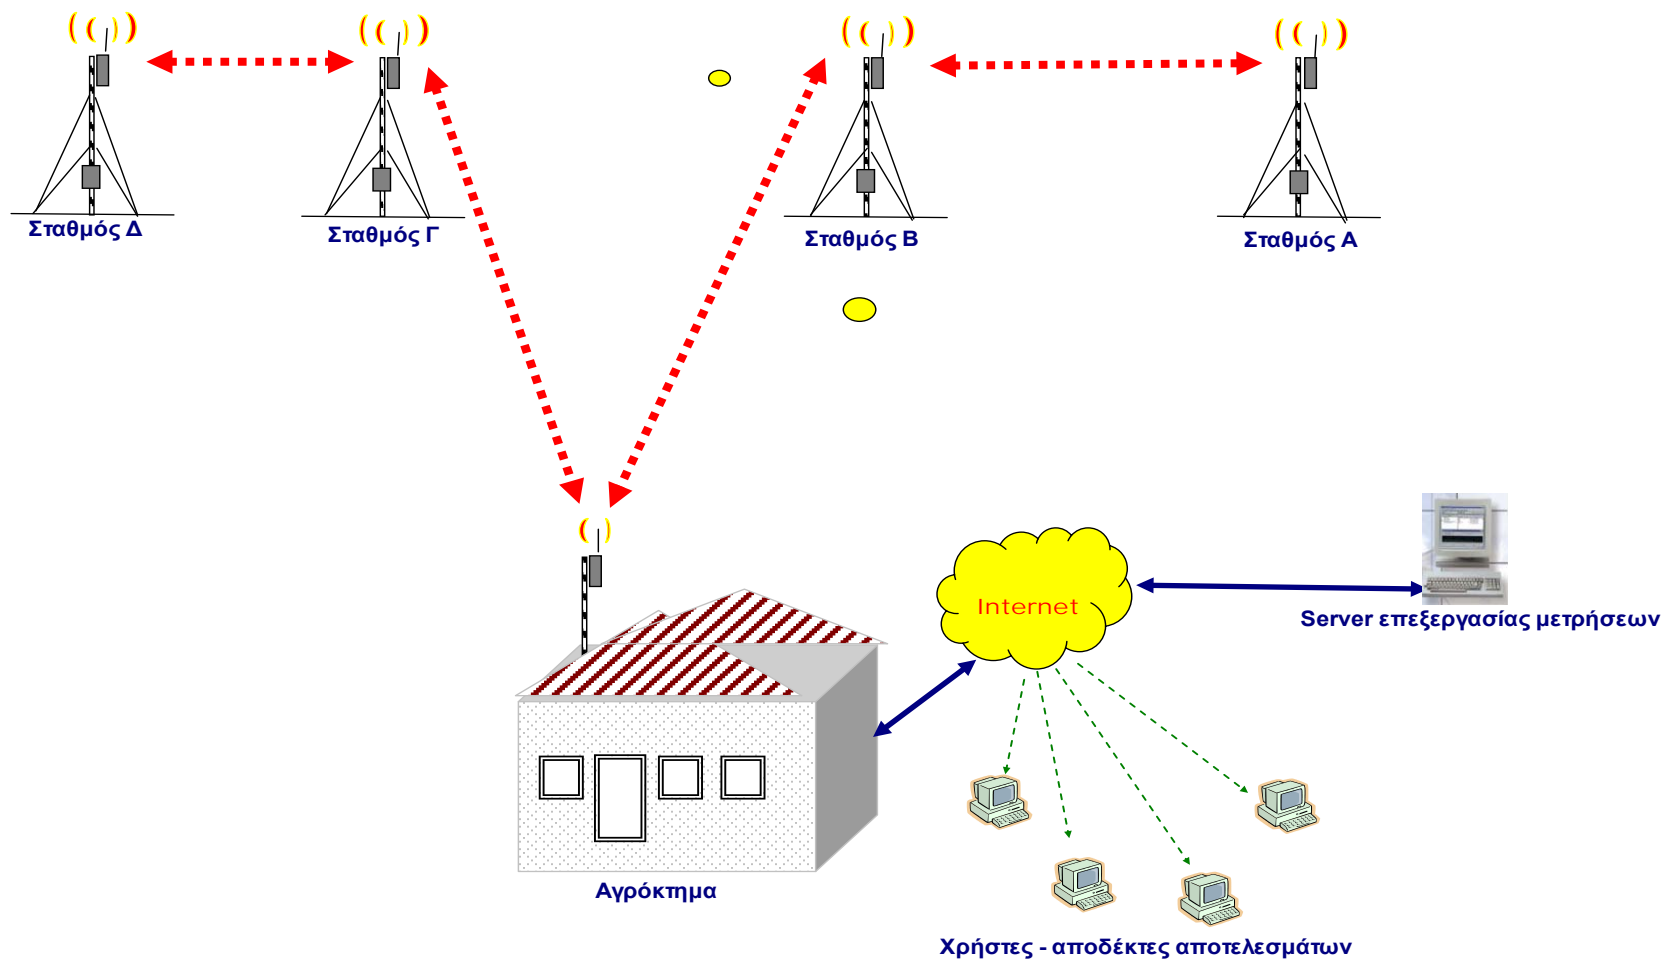 Σταθμός Δ
Σταθμός Γ
Σταθμός Β
Σταθμός Α
Internet
Server επεξεργασίας μετρήσεων
Αγρόκτημα
Χρήστες - αποδέκτες αποτελεσμάτων